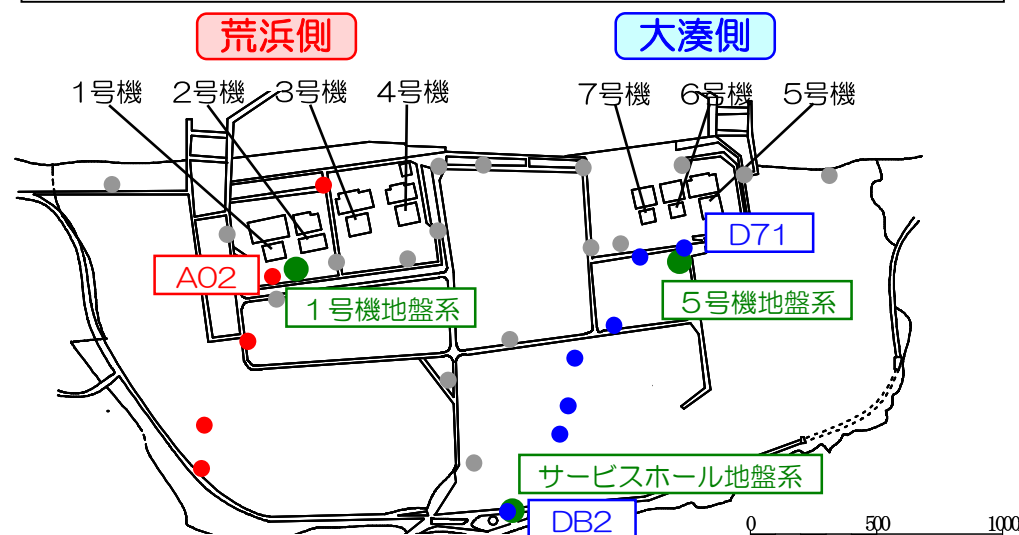 荒浜側
大湊側
1号機
2号機
3号機
4号機
7号機
6号機
5号機
D71
A02
1号機地盤系
5号機地盤系
サービスホール地盤系
DB2
0 500 1000